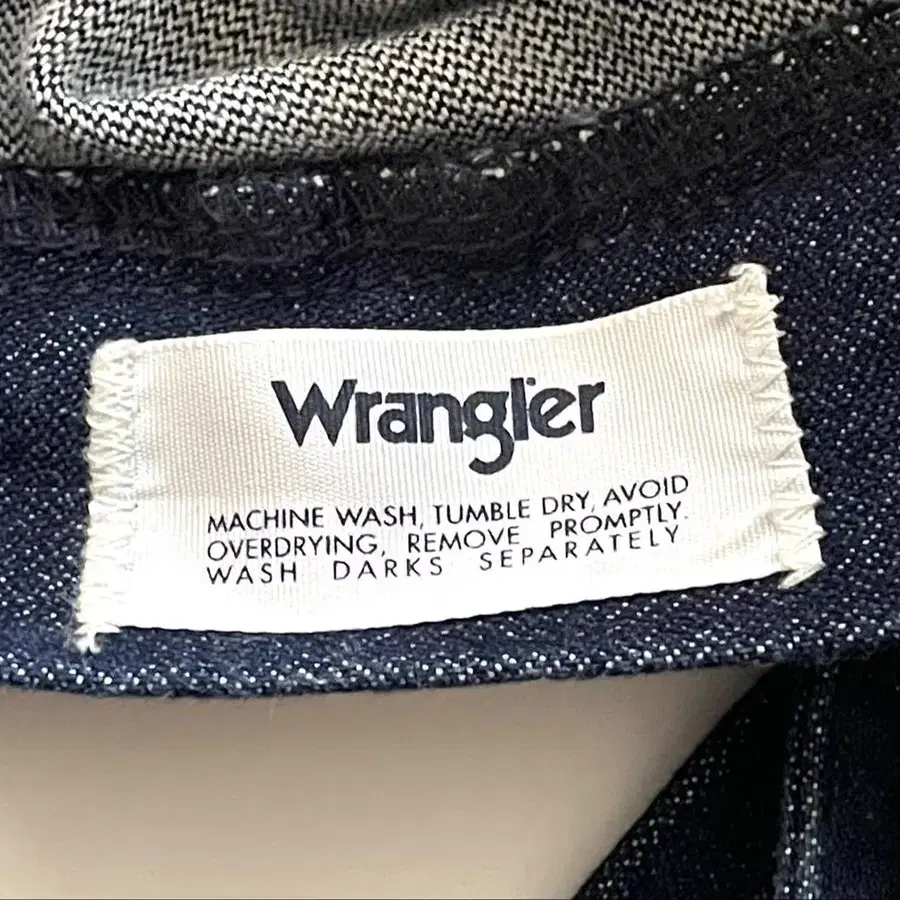 Wrangler
MACHINE WASH, TUMBLE DRY, AVOID
OVERDRYING, REMOVE PROMPTLY.
WASH DARKS SEPARATELY